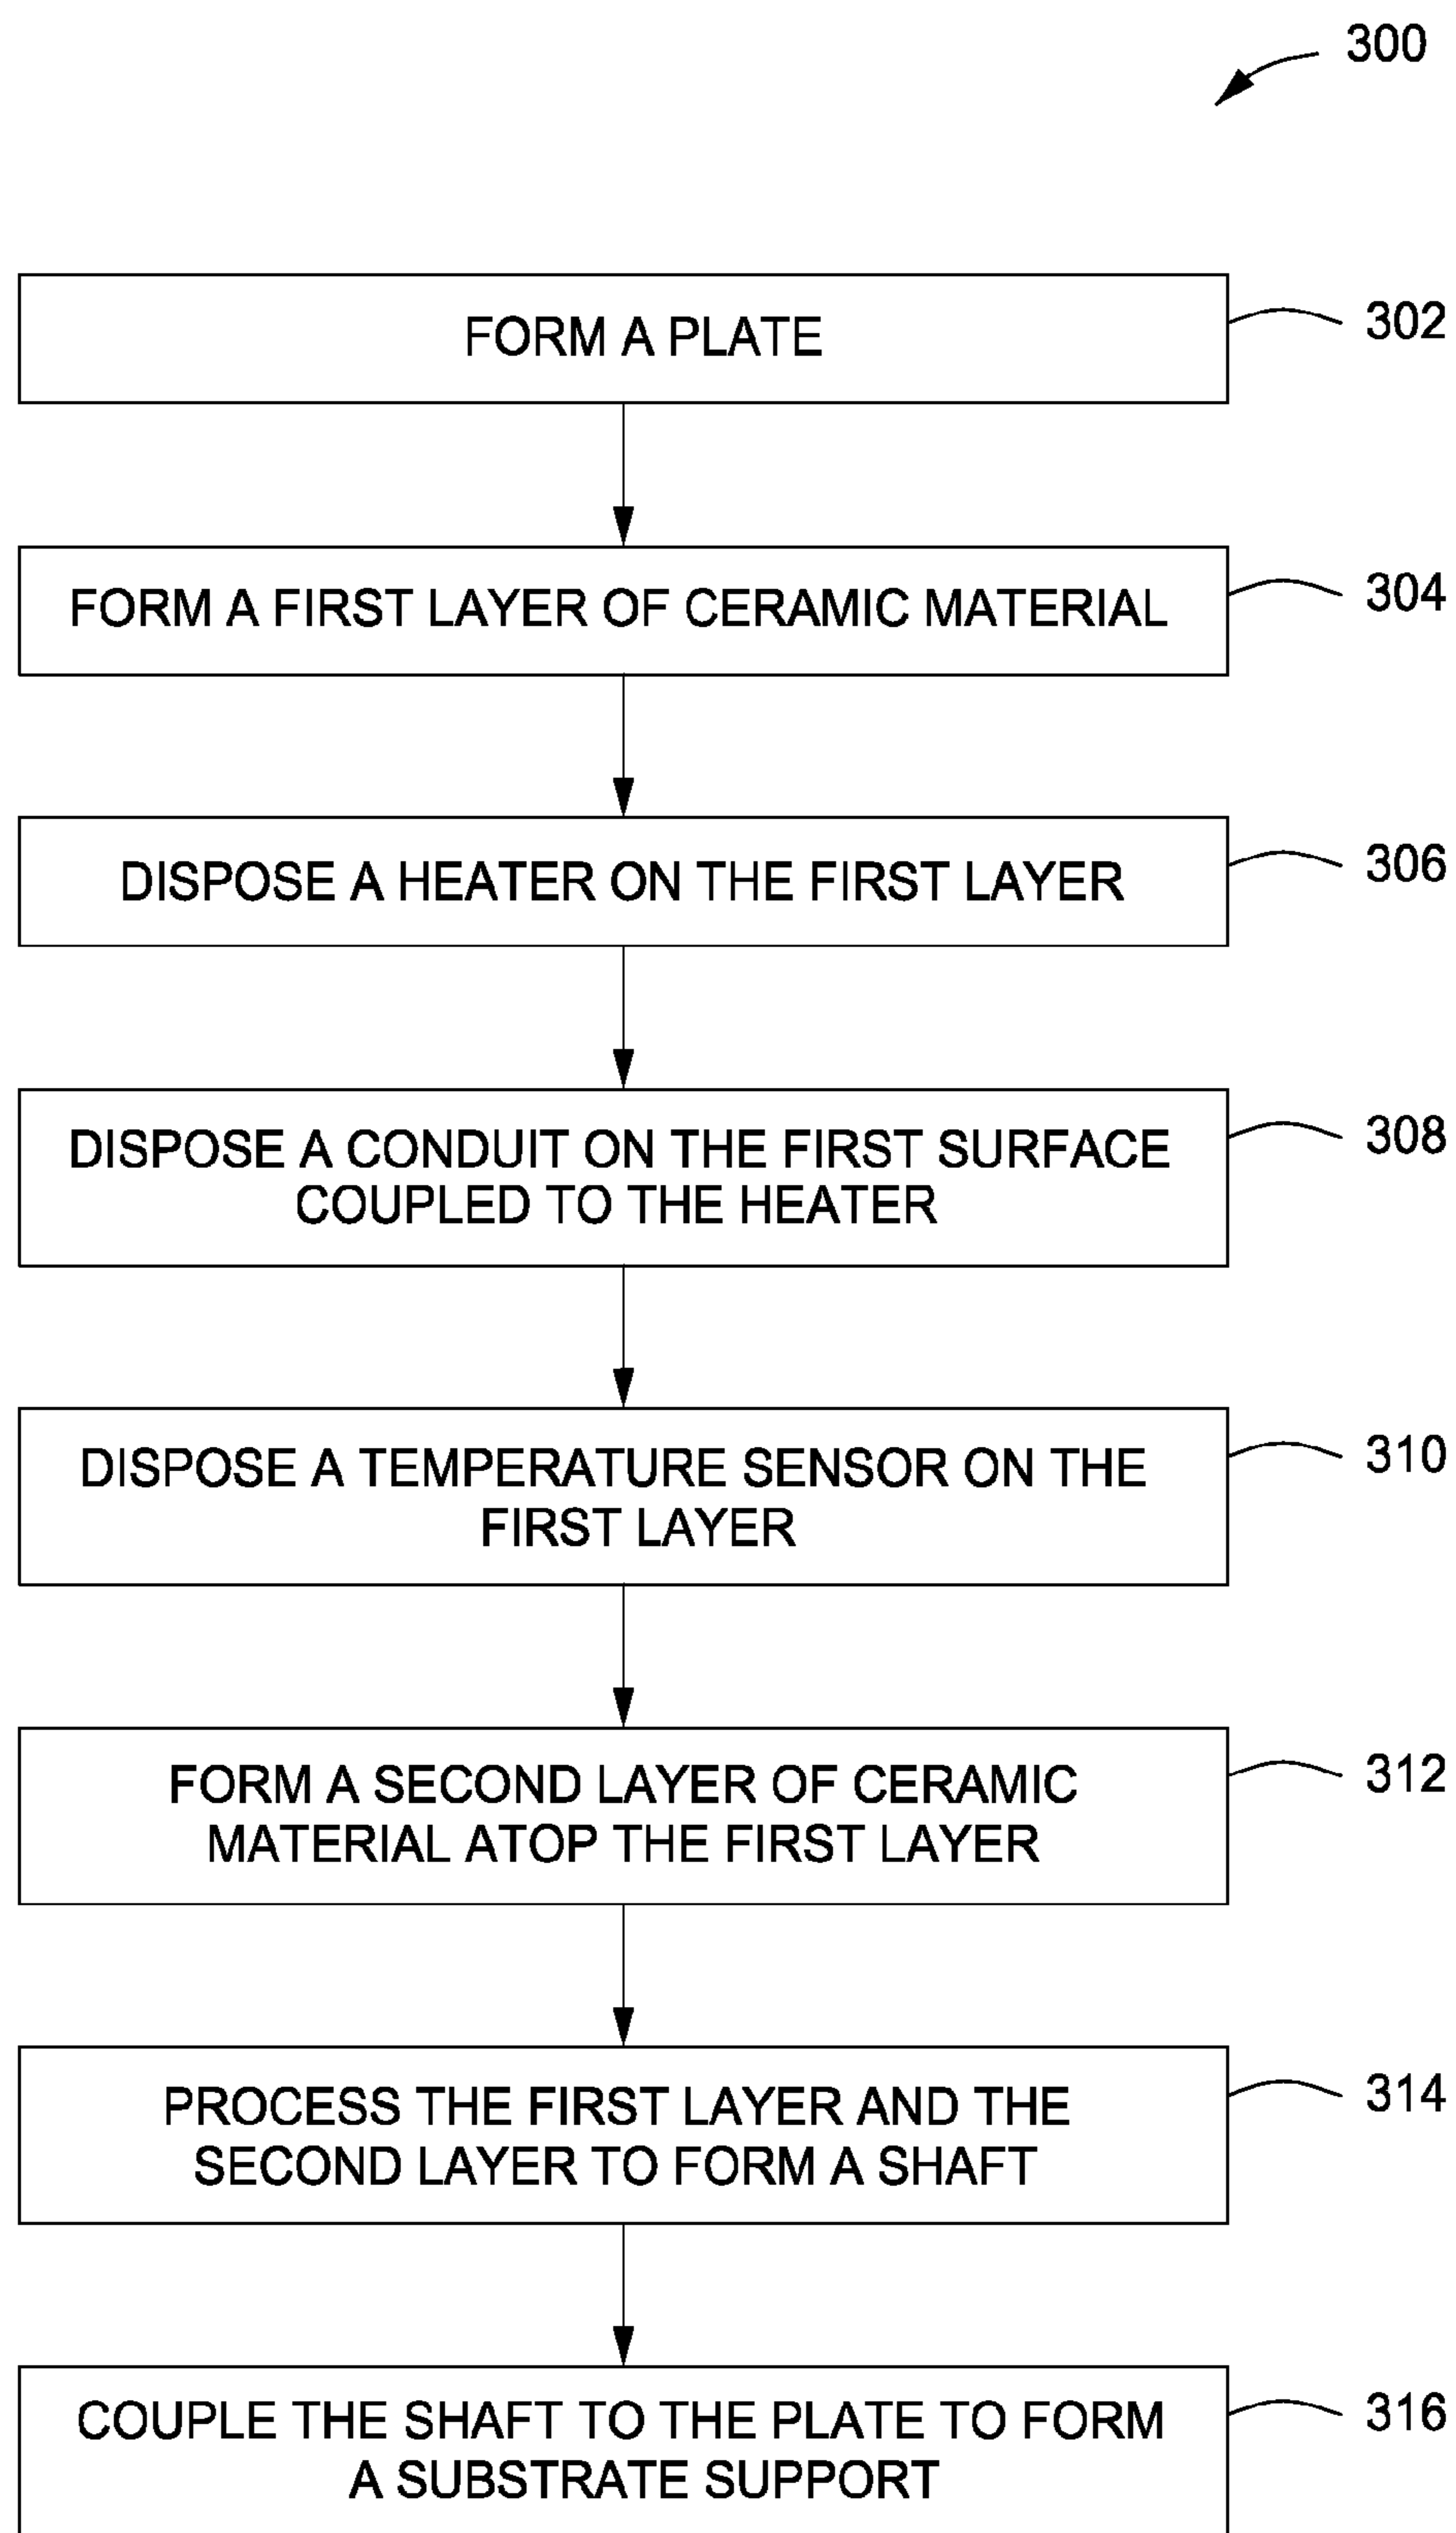 300
FORM A PLATE
302
FORM A FIRST LAYER OF CERAMIC MATERIAL
304
DISPOSE A HEATER ON THE FIRST LAYER
306
DISPOSE A CONDUIT ON THE FIRST SURFACE
COUPLED TO THE HEATER
308
DISPOSE A TEMPERATURE SENSOR ON THE
FIRST LAYER
310
FORM A SECOND LAYER OF CERAMIC
MATERIAL ATOP THE FIRST LAYER
312
PROCESS THE FIRST LAYER AND THE
SECOND LAYER TO FORM A SHAFT
314
COUPLE THE SHAFT TO THE PLATE TO FORM
A SUBSTRATE SUPPORT
316